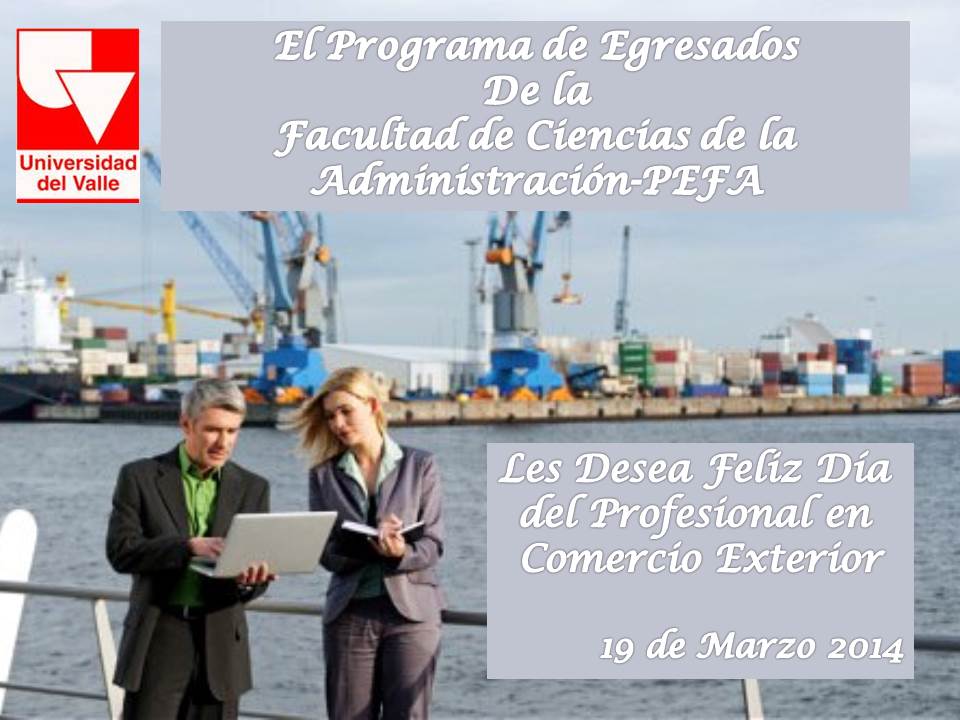 Universidad
del Valle
El Programa de Egresados
De la
Facultad de Ciencias de la
Administración-PEFA
Les Desea Feliz Día
del Profesional en
Comercio Exterior
19 de Marzo 2014